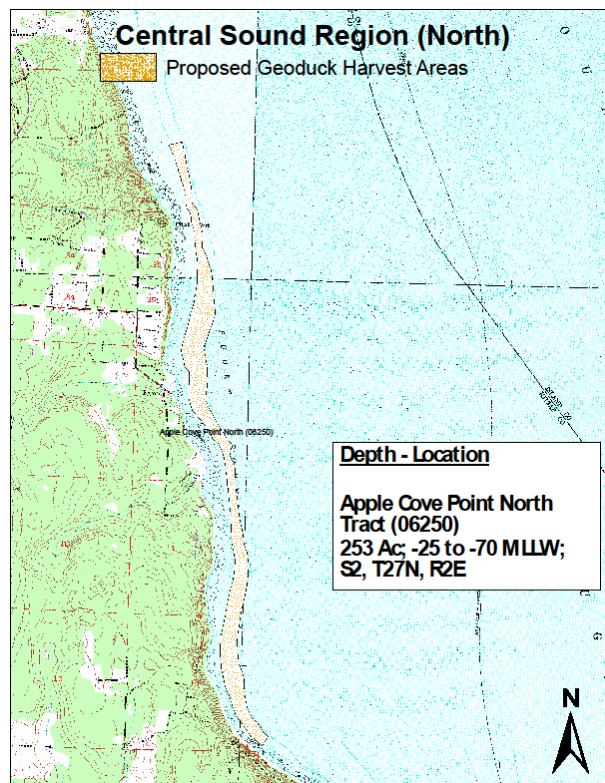 Central Sound Region (North)
Proposed Geoduck Harvest Areas
Apple Cove Point North (06250)
Depth - Location
Apple Cove Point North
Tract (06250)
253 Ac; -25 to -70 MLLW;
S2, T27N, R2E
N